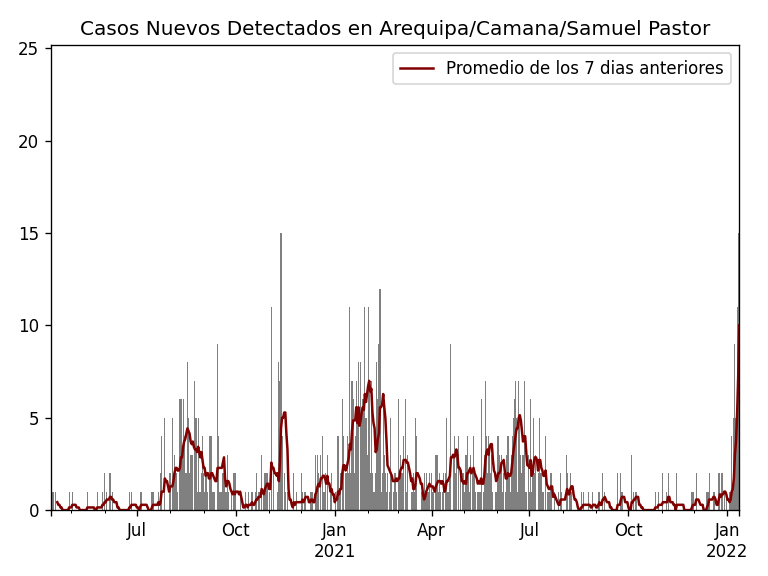 Casos Nuevos Detectados en Arequipa/Camana/Samuel Pastor
Promedio de los 7 dias anteriores
25
20
15
10
5
0
Jul Oct Jan Apr Jul Oct Jan
2021 2022